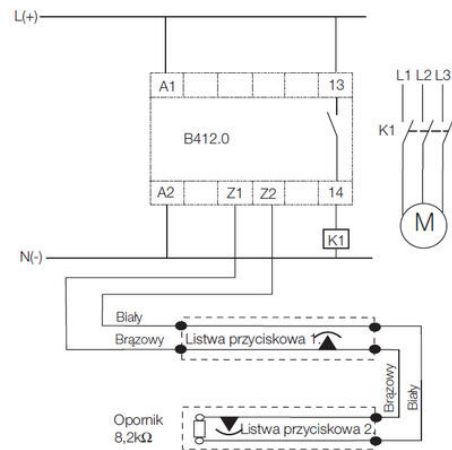 L(+)
A1 13
L1 L2 L3
B412.0
K1
A2 Z1 Z2 14
M
K1
N(-)
Biały
Brązowy
Listwa przyciskowa 1.
Brązowy
Biały
Opornik
8,2kΩ
Listwa przyciskowa 2.